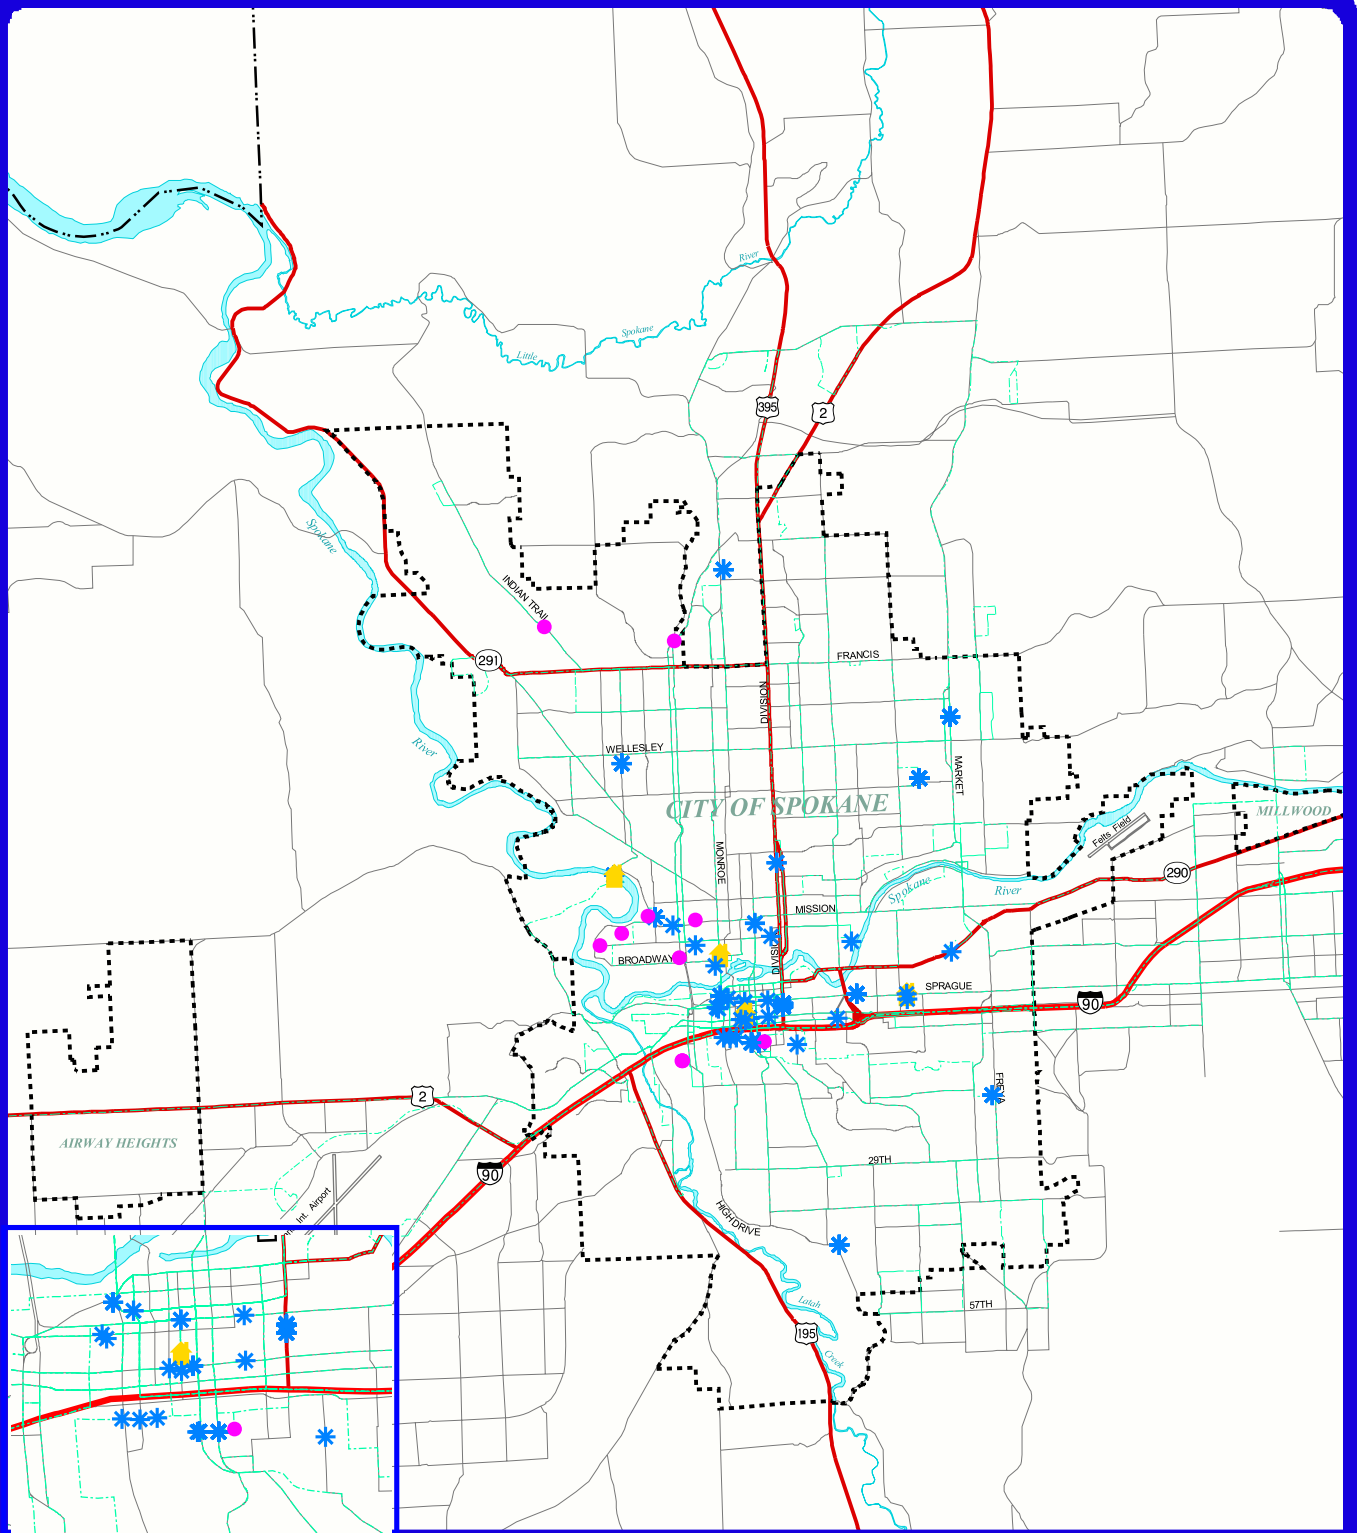 River
Spokane
Little
395
2
Spokane
INDIAN TRAIL
291
FRANCIS
DIVISION
River
WELLESLEY
MARKET
CITY OF SPOKANE
MILLWOOD
Felts Field
MONROE
290
Spokane
River
MISSION
DIVISION
BROADWAY
SPRAGUE
90
FREYA
2
AIRWAY HEIGHTS
90
29TH
Int. Airport
HIGH DRIVE
Latah
57TH
195
Creek